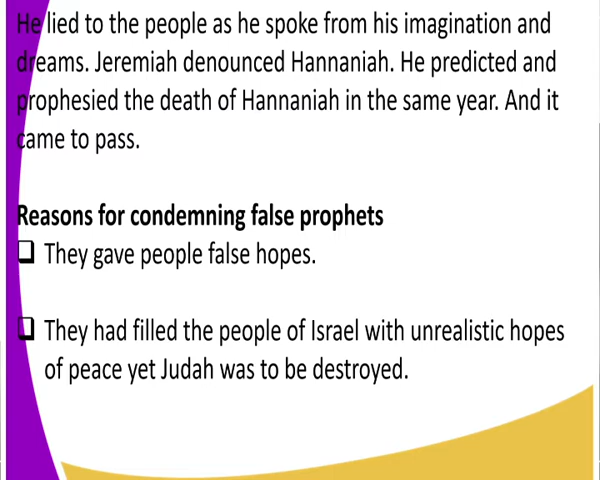 He lied to the people as he spoke from his imagination and
dreams. Jeremiah denounced Hannaniah. He predicted and
prophesied the death of Hannaniah in the same year. And it
came to pass.
Reasons for condemning false prophets
❑ They gave people false hopes.
❑ They had filled the people of Israel with unrealistic hopes
of peace yet Judah was to be destroyed.